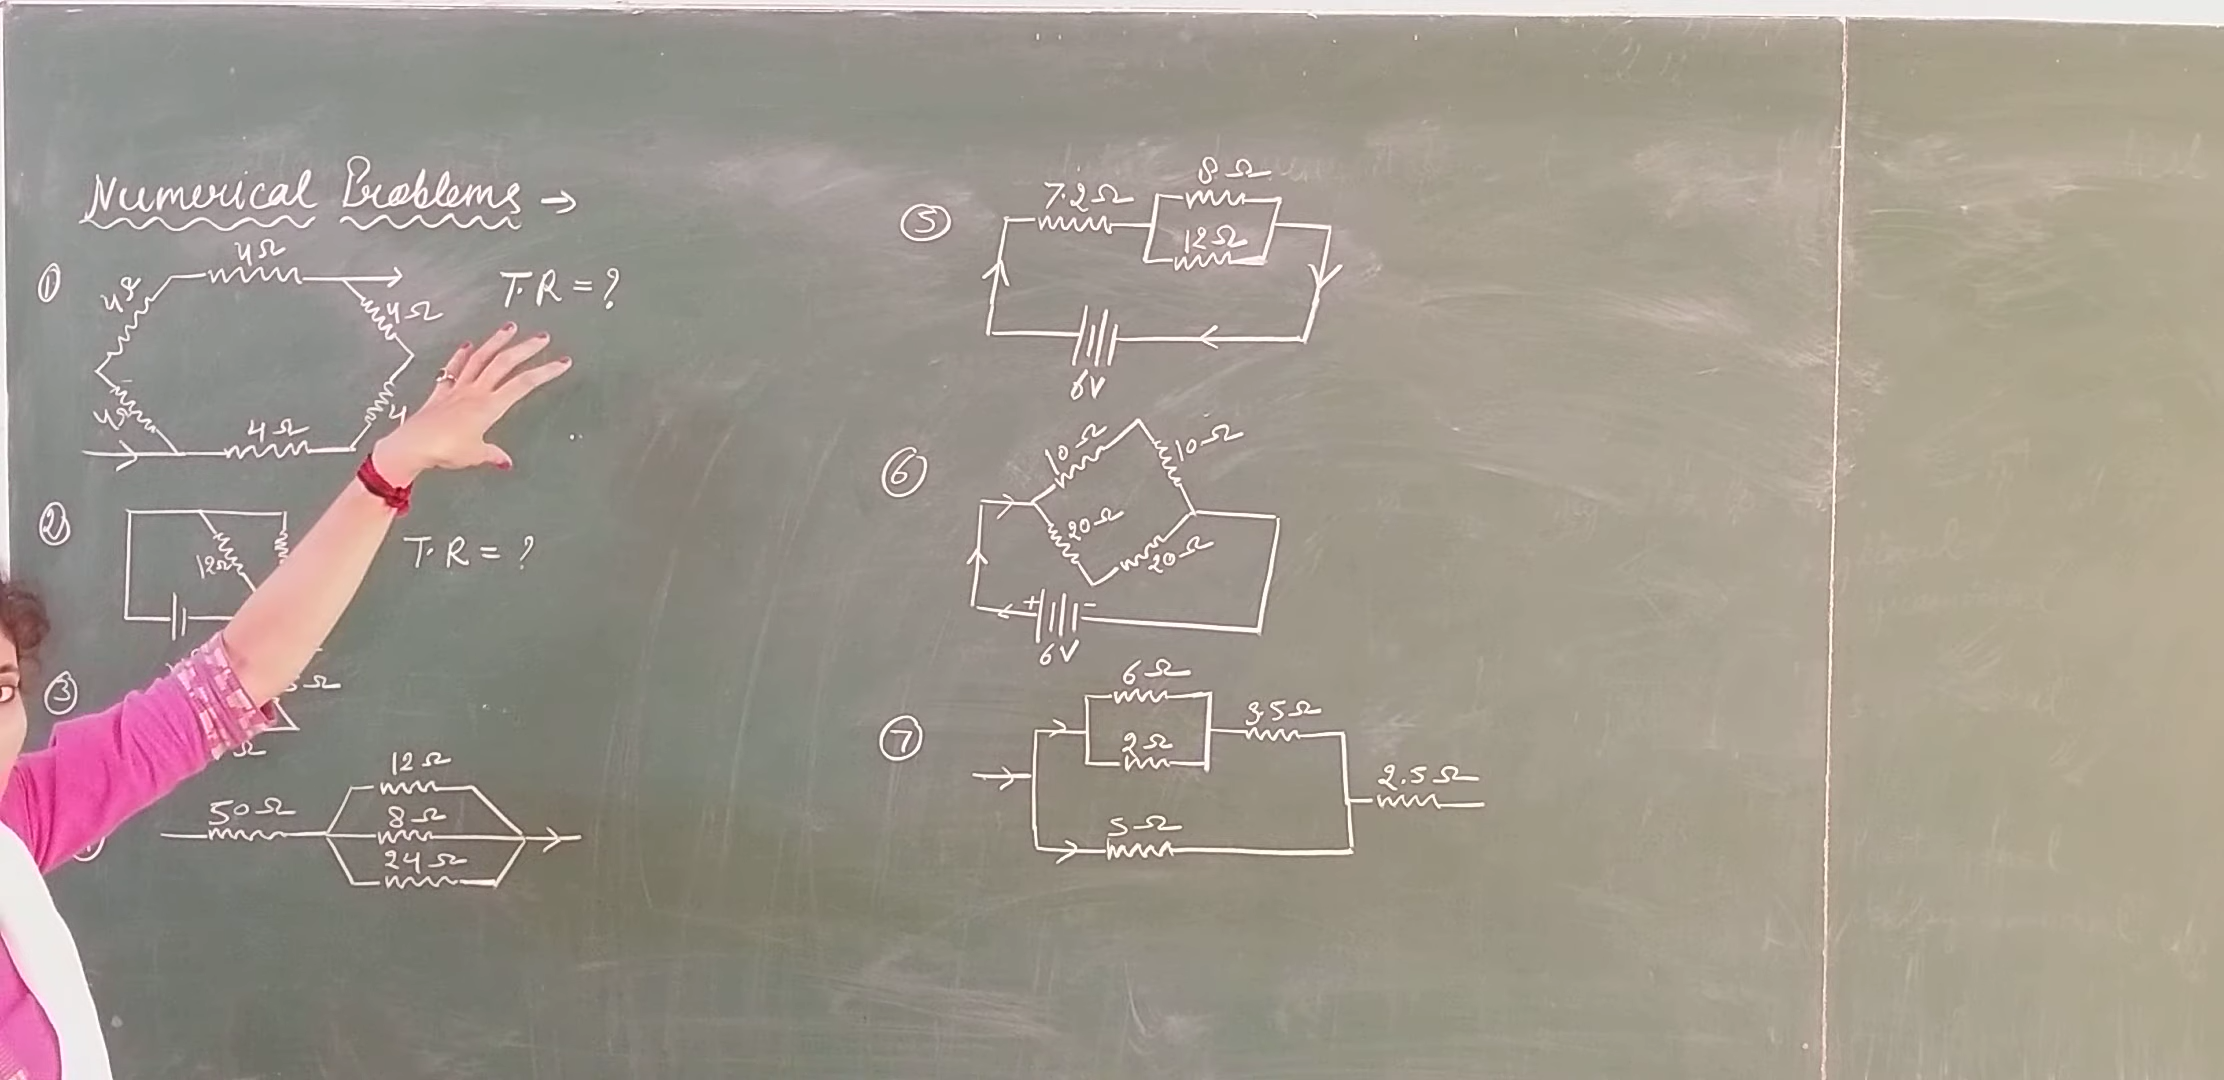 Numerical Problems →
① 4Ω 4Ω 4Ω T.R = ?
4Ω 4Ω 4
② 12Ω T.R = ?
③ Ω
Ω
50Ω 12Ω
8Ω
24Ω
⑤ 7.2Ω 8Ω
12Ω
6V
⑥ 10Ω 10Ω
20Ω 20Ω
+ -
6V
⑦ 6Ω 3.5Ω
2Ω 2.5Ω
5Ω